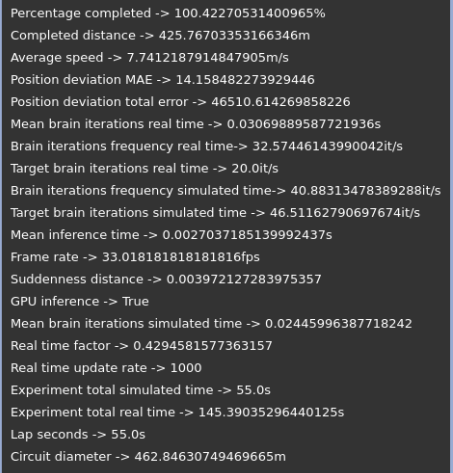 Percentage completed -> 100.42270531400965%
Completed distance -> 425.76703353166346m
Average speed -> 7.7412187914847905m/s
Position deviation MAE -> 14.158482273929446
Position deviation total error -> 46510.614269858226
Mean brain iterations real time -> 0.03069889587721936s
Brain iterations frequency real time-> 32.57446143990042it/s
Target brain iterations real time -> 20.0it/s
Brain iterations frequency simulated time-> 40.88313478389288it/s
Target brain iterations simulated time -> 46.51162790697674it/s
Mean inference time -> 0.0027037185139992437s
Frame rate -> 33.0181818181816fps
Suddenness distance -> 0.003972127283975357
GPU inference -> True
Mean brain iterations simulated time -> 0.02445996387718242
Real time factor -> 0.4294581577363157
Real time update rate -> 1000
Experiment total simulated time -> 55.0s
Experiment total real time -> 145.39035296440125s
Lap seconds -> 55.0s
Circuit diameter -> 462.84630749469665m